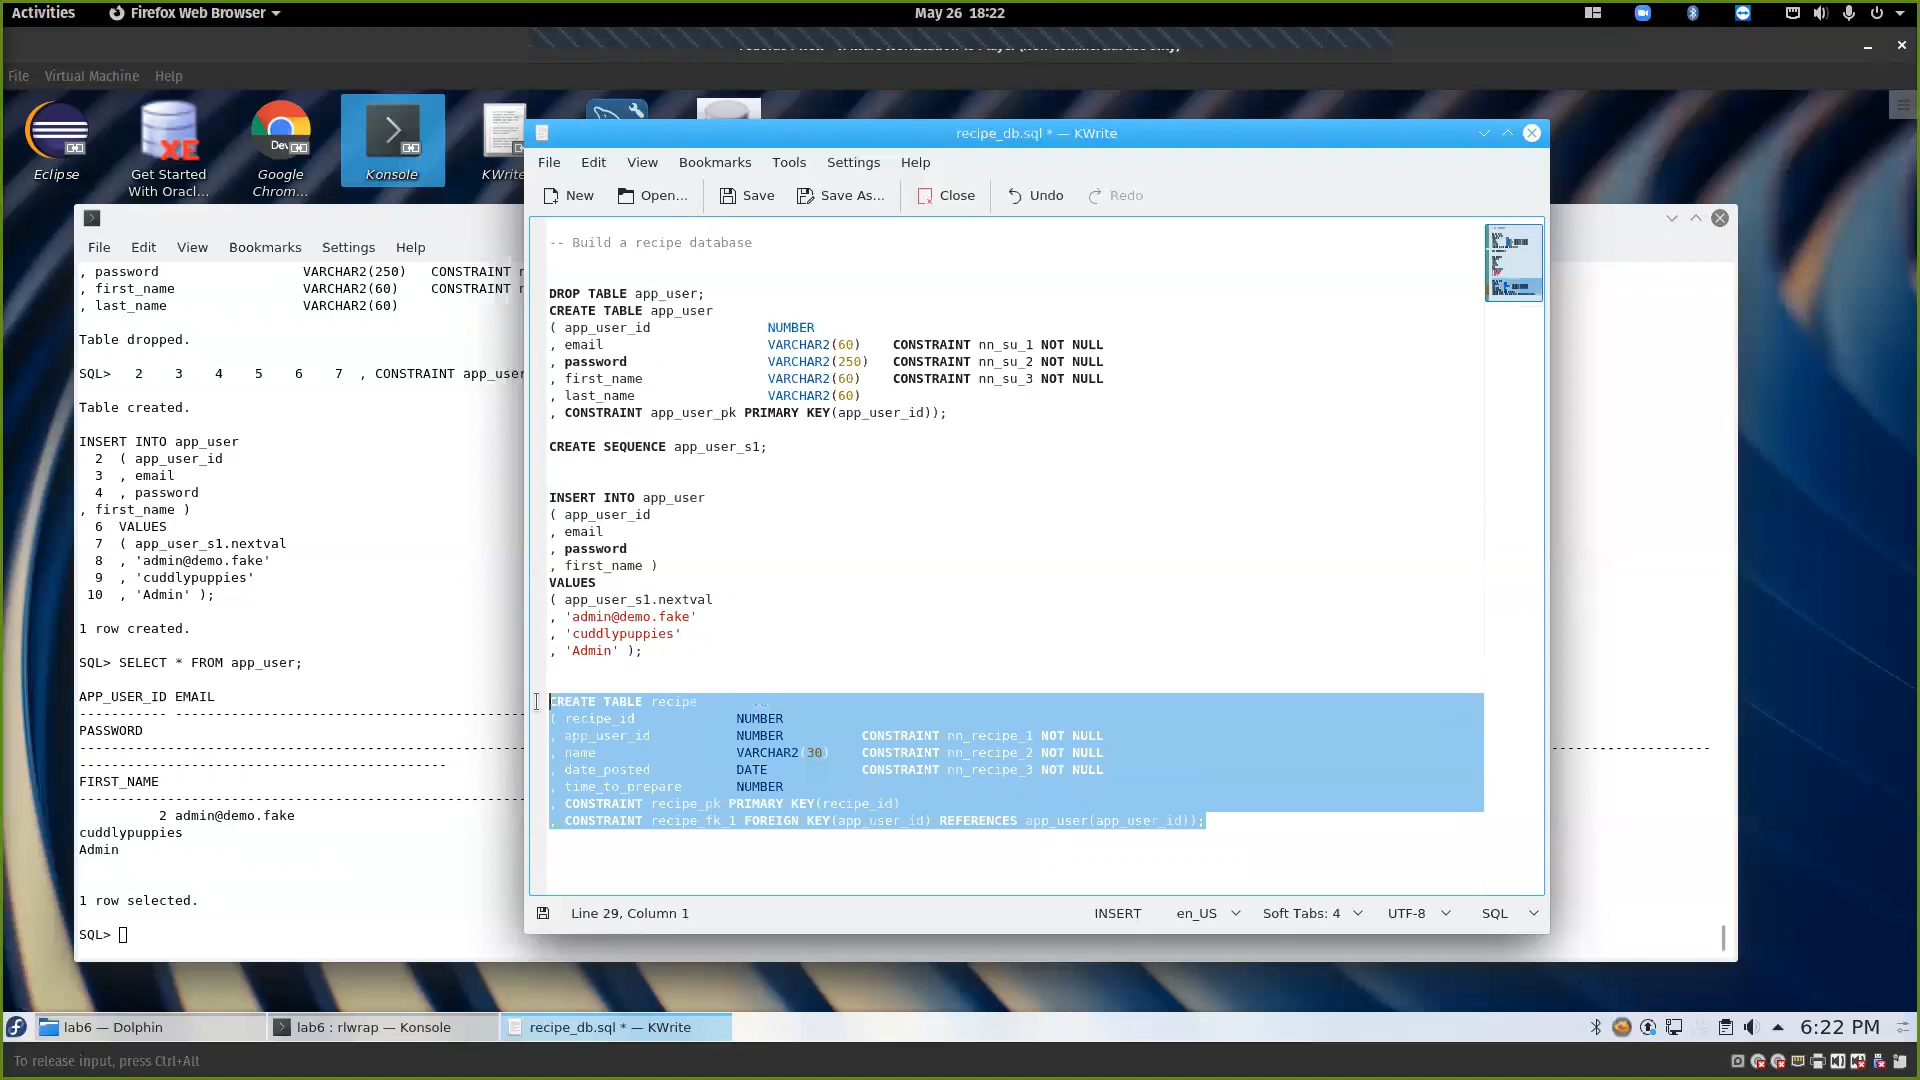 Activities
Firefox Web Browser
May 26 18:22
File Virtual Machine Help
Eclipse
Get Started
With Oracl...
XE
Dev
Google
Chrom...
Konsole
KWrite
recipe_db.sql * — KWrite
File Edit View Bookmarks Tools Settings Help
New Open... Save Save As... Close Undo Redo
-- Build a recipe database
DROP TABLE app_user;
CREATE TABLE app_user
( app_user_id NUMBER
, email VARCHAR2(60) CONSTRAINT nn_su_1 NOT NULL
, password VARCHAR2(250) CONSTRAINT nn_su_2 NOT NULL
, first_name VARCHAR2(60) CONSTRAINT nn_su_3 NOT NULL
, last_name VARCHAR2(60)
, CONSTRAINT app_user_pk PRIMARY KEY(app_user_id));
CREATE SEQUENCE app_user_s1;
INSERT INTO app_user
( app_user_id
, email
, password
, first_name )
VALUES
( app_user_s1.nextval
, 'admin@demo.fake'
, 'cuddlypuppies'
, 'Admin' );
CREATE TABLE recipe
( recipe_id NUMBER
, app_user_id NUMBER CONSTRAINT nn_recipe_1 NOT NULL
, name VARCHAR2(30) CONSTRAINT nn_recipe_2 NOT NULL
, date_posted DATE CONSTRAINT nn_recipe_3 NOT NULL
, time_to_prepare NUMBER
, CONSTRAINT recipe_pk PRIMARY KEY(recipe_id)
, CONSTRAINT recipe_fk_1 FOREIGN KEY(app_user_id) REFERENCES app_user(app_user_id));
Line 29, Column 1 INSERT en_US Soft Tabs: 4 UTF-8 SQL
File Edit View Bookmarks Settings Help
, password VARCHAR2(250) CONSTRAINT
, first_name VARCHAR2(60) CONSTRAINT
, last_name VARCHAR2(60)
Table dropped.
SQL> 2 3 4 5 6 7 , CONSTRAINT app_user
Table created.
INSERT INTO app_user
2 ( app_user_id
3 , email
4 , password
, first_name )
6 VALUES
7 ( app_user_s1.nextval
8 , 'admin@demo.fake'
9 , 'cuddlypuppies'
10 , 'Admin' );
1 row created.
SQL> SELECT * FROM app_user;
APP_USER_ID EMAIL
PASSWORD
FIRST_NAME
2 admin@demo.fake
cuddlypuppies
Admin
1 row selected.
SQL>
lab6 — Dolphin
lab6 : rlwrap — Konsole
recipe_db.sql * — KWrite
6:22 PM
To release input, press Ctrl+Alt